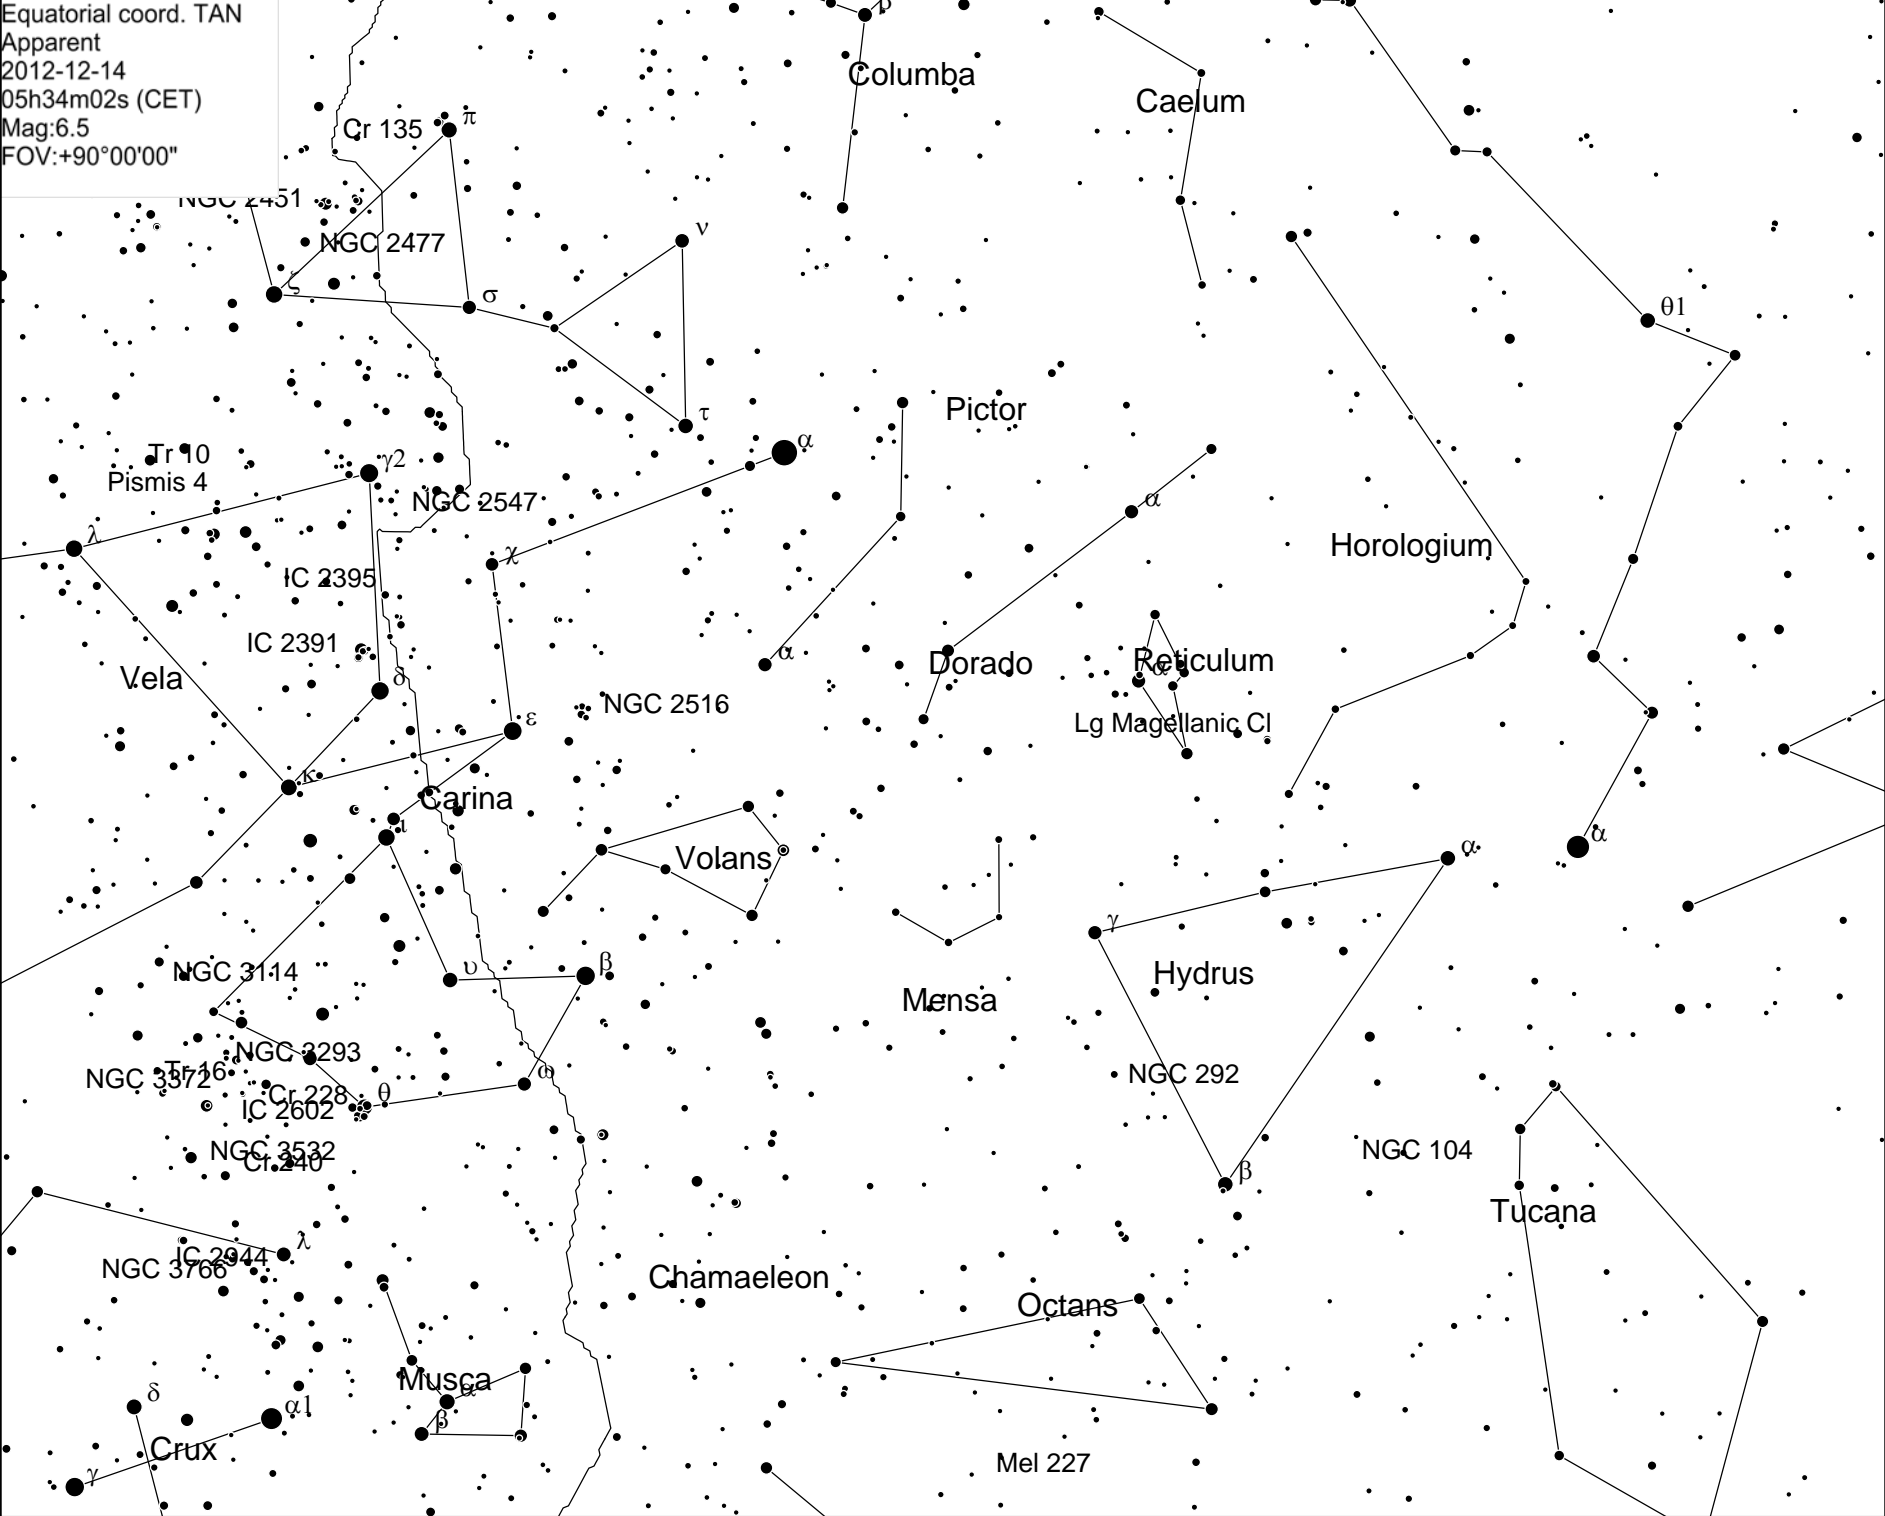 Equatorial coord. TAN
Apparent
2012-12-14
05h34m02s (CET)
Mag:6.5
FOV:+90°00'00"
β
Columba
Caelum
Cr 135
π
NGC 2451
ν
NGC 2477
ζ
σ
θ1
Pictor
τ
α
Tr 10
γ2
Pismis 4
NGC 2547
α
λ
χ
Horologium
IC 2395
IC 2391
α
Dorado
Reticulum
α
Vela
δ
NGC 2516
ε
Lg Magellanic Cl
κ
Carina
ι
Volans
α
α
γ
NGC 3114
υ
β
Hydrus
Mensa
NGC 3293
Tr 16
NGC 3372
ω
NGC 292
Cr 228
θ
IC 2602
NGC 3532
Cr 240
NGC 104
β
Tucana
λ
IC 2944
NGC 3766
Chamaeleon
Octans
Musca
α
δ
α1
β
Crux
γ
Mel 227